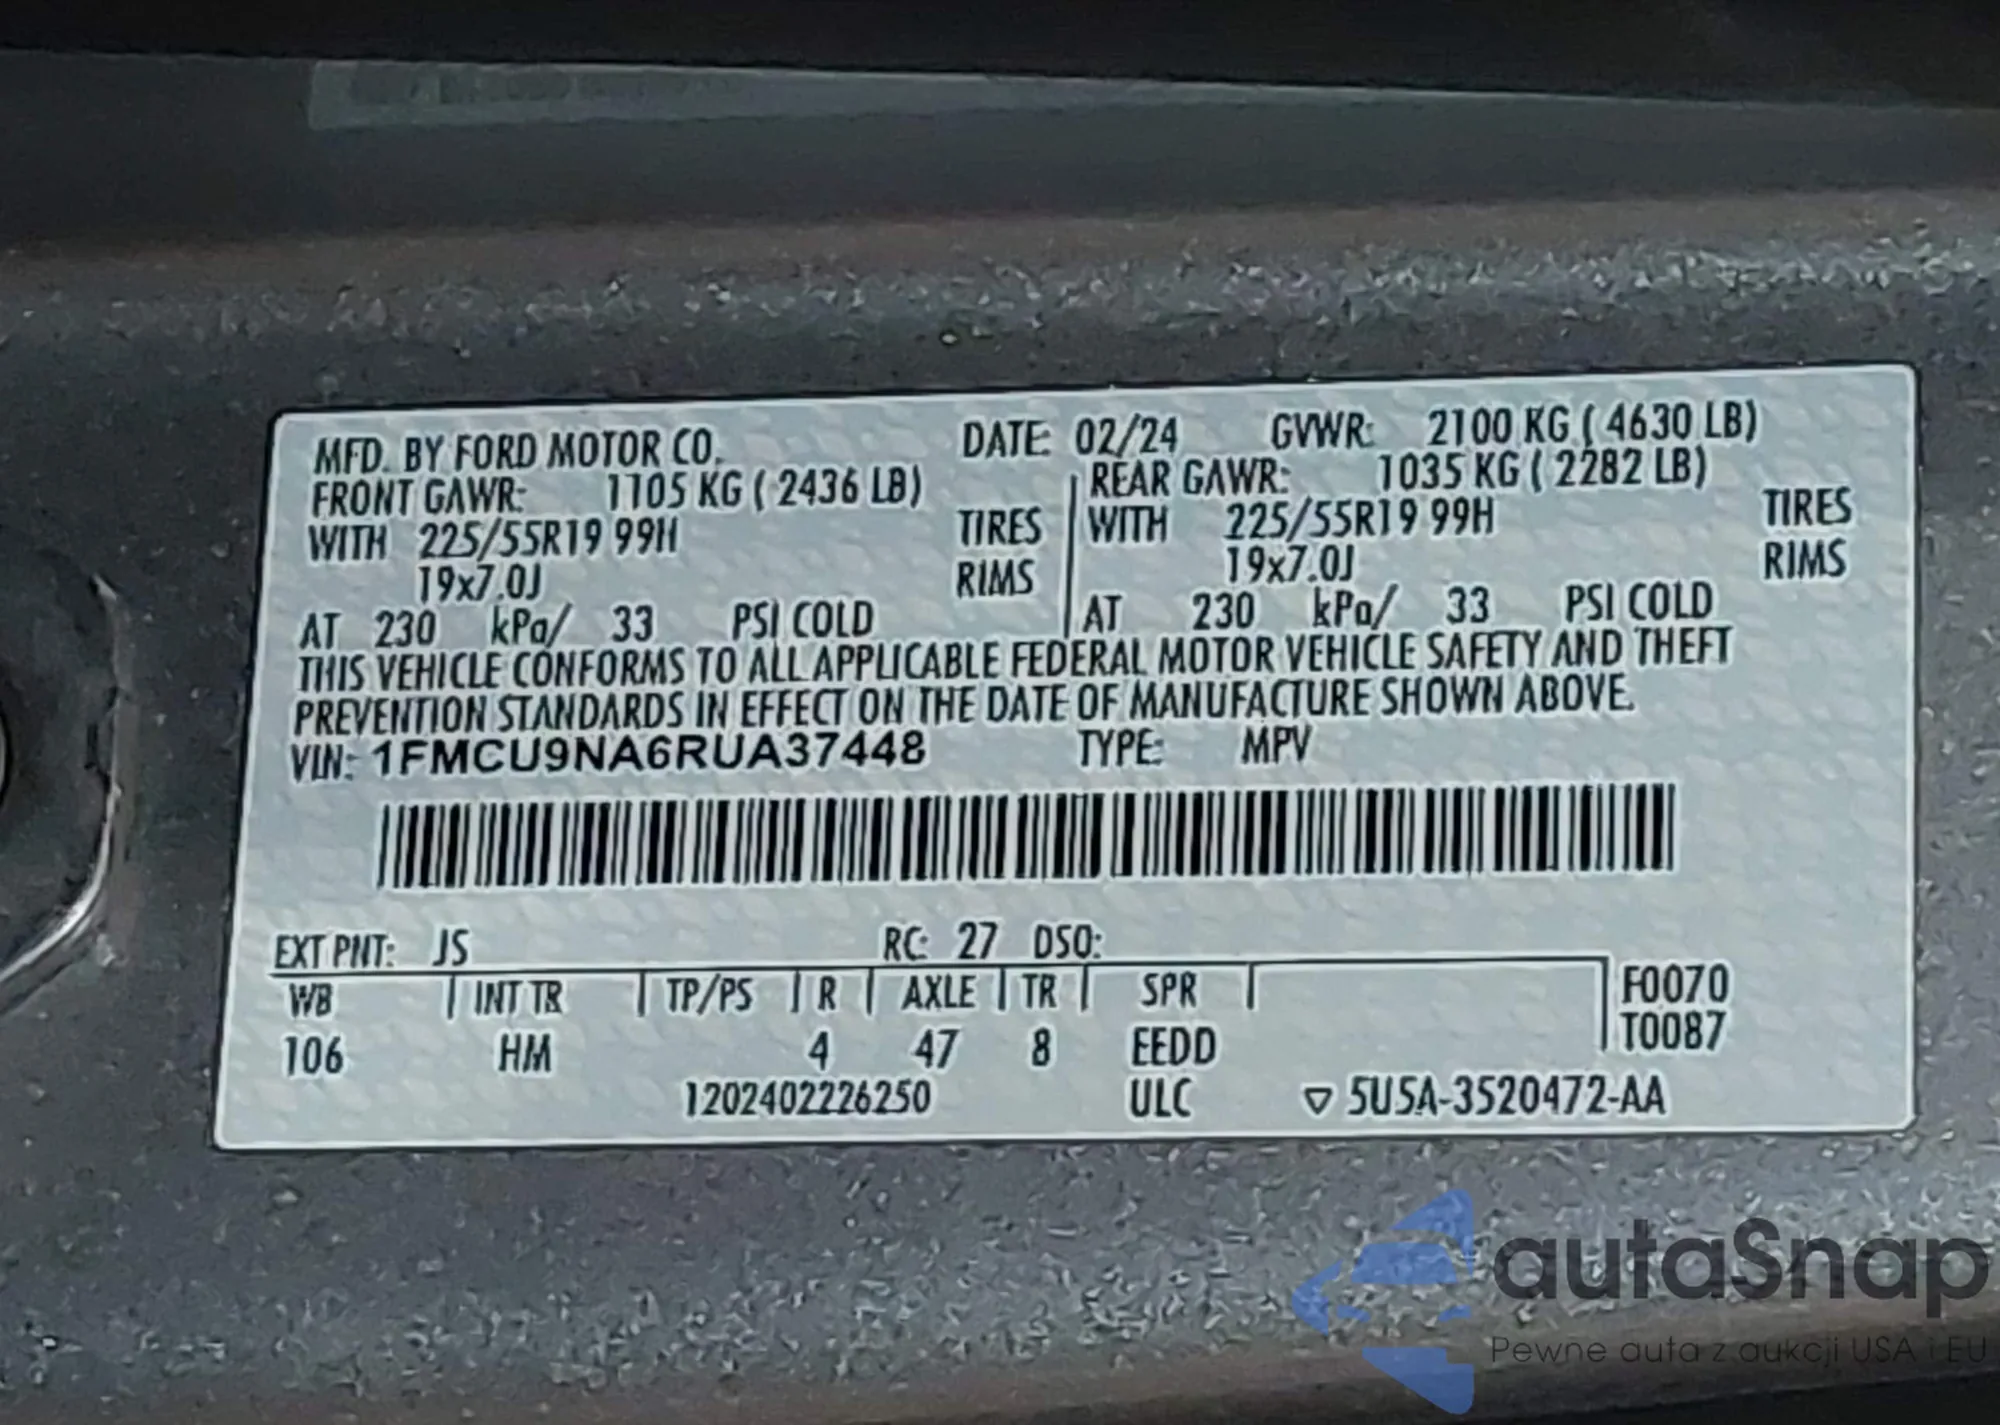 MFD. BY FORD MOTOR CO. DATE: 02/24 GVWR: 2100 KG ( 4630 LB)
FRONT GAWR: 1105 KG ( 2436 LB) REAR GAWR: 1035 KG ( 2282 LB)
WITH 225/55R19 99H TIRES WITH 225/55R19 99H TIRES
19x7.0J RIMS 19x7.0J RIMS
AT 230 kPa/ 33 PSI COLD AT 230 kPa/ 33 PSI COLD
THIS VEHICLE CONFORMS TO ALL APPLICABLE FEDERAL MOTOR VEHICLE SAFETY AND THEFT
PREVENTION STANDARDS IN EFFECT ON THE DATE OF MANUFACTURE SHOWN ABOVE.
VIN: 1FMCU9NA6RUA37448 TYPE: MPV
EXT PNT: JS RC: 27 DSO:
WB INT TR TP/PS R AXLE TR SPR F0070
106 HM 4 47 8 EEDD T0087
1202402226250 ULC ▽ 5U5A-3520472-AA
autaSnap
Pewne auta z aukcji USA i EU